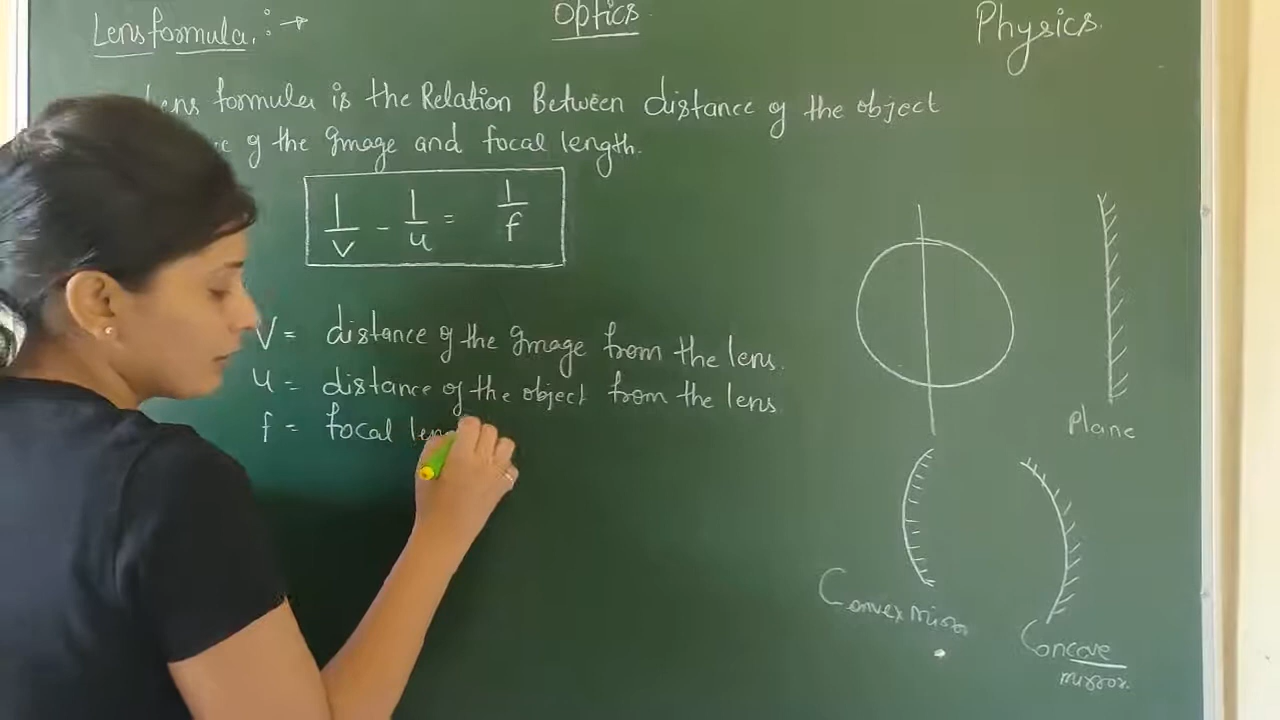 Lens formula :→
Optics
Physics
Lens formula is the Relation Between distance of the object
of the Image and focal length.
1/v - 1/u = 1/f
V = distance of the Image from the lens.
u = distance of the object from the lens
f = focal
Plane
Convex mirror
Concave
mirror.